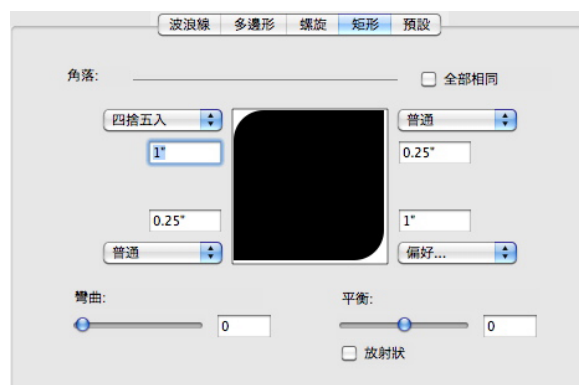 波浪線 多邊形 螺旋 矩形 預設
角落: 全部相同
四捨五入 普通
1" 0.25"
0.25" 1"
普通 偏好...
彎曲: 平衡:
0 0
放射狀